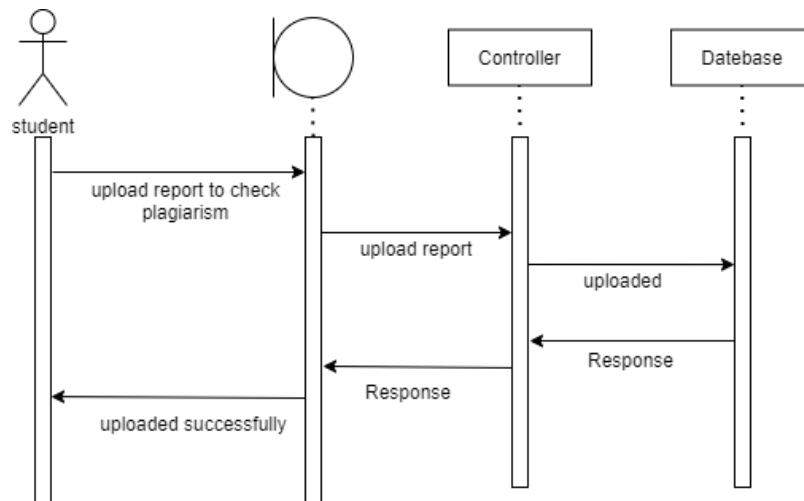 Controller
Datebase
student
upload report to check
plagiarism
upload report
uploaded
Response
Response
uploaded successfully